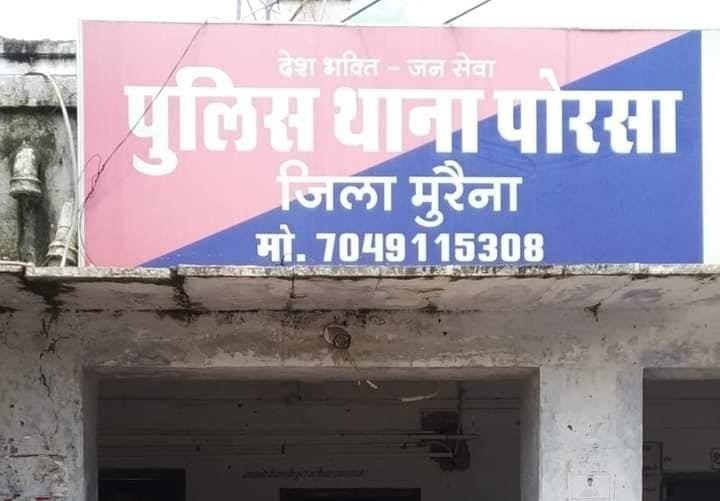 देश भक्ति - जन सेवा
पुलिस थाना पोरसा
जिला मुरैना
मो. 7049115308